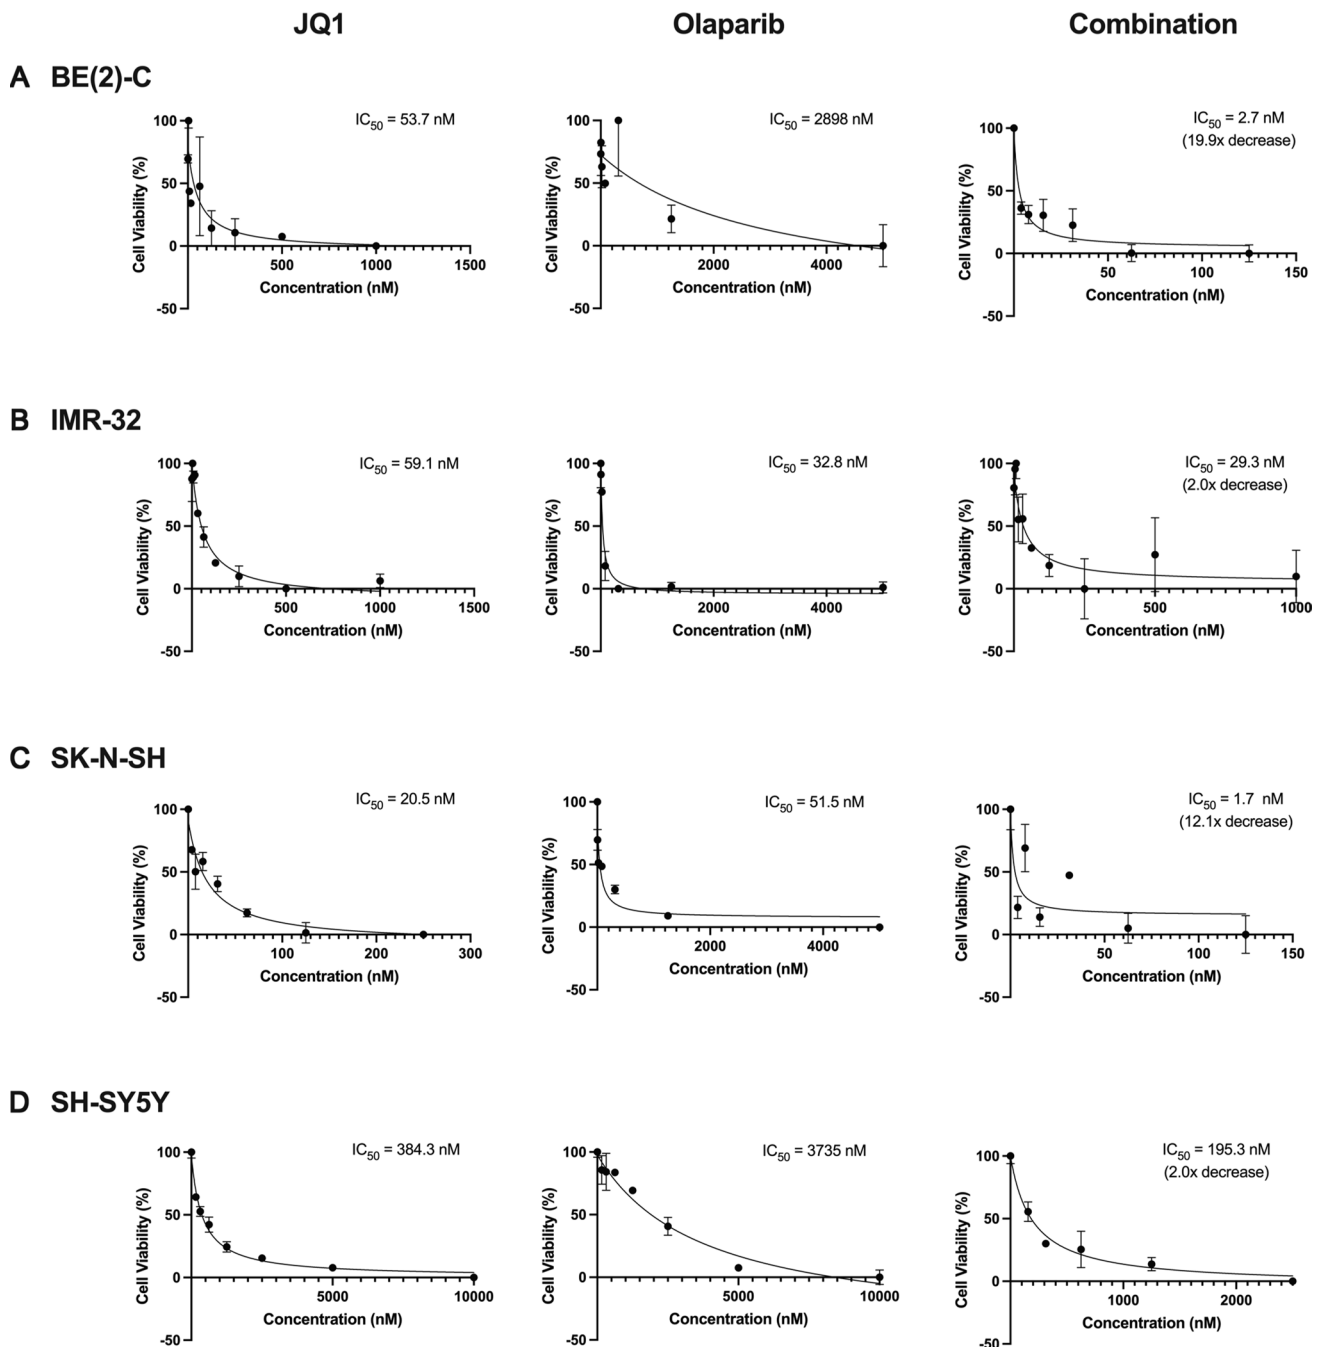 JQ1 Olaparib Combination
A BE(2)-C
IC50 = 53.7 nM
100
50
0
-50
500 1000 1500
Cell Viability (%)
Concentration (nM)
IC50 = 2898 nM
100
50
0
-50
2000 4000
Cell Viability (%)
Concentration (nM)
IC50 = 2.7 nM
(19.9x decrease)
100
50
0
-50
50 100 150
Cell Viability (%)
Concentration (nM)
B IMR-32
IC50 = 59.1 nM
100
50
0
-50
500 1000 1500
Cell Viability (%)
Concentration (nM)
IC50 = 32.8 nM
100
50
0
-50
2000 4000
Cell Viability (%)
Concentration (nM)
IC50 = 29.3 nM
(2.0x decrease)
100
50
0
-50
500 1000
Cell Viability (%)
Concentration (nM)
C SK-N-SH
IC50 = 20.5 nM
100
50
0
-50
100 200 300
Cell Viability (%)
Concentration (nM)
IC50 = 51.5 nM
100
50
0
-50
2000 4000
Cell Viability (%)
Concentration (nM)
IC50 = 1.7 nM
(12.1x decrease)
100
50
0
-50
50 100 150
Cell Viability (%)
Concentration (nM)
D SH-SY5Y
IC50 = 384.3 nM
100
50
0
-50
5000 10000
Cell Viability (%)
Concentration (nM)
IC50 = 3735 nM
100
50
0
-50
5000 10000
Cell Viability (%)
Concentration (nM)
IC50 = 195.3 nM
(2.0x decrease)
100
50
0
-50
1000 2000
Cell Viability (%)
Concentration (nM)